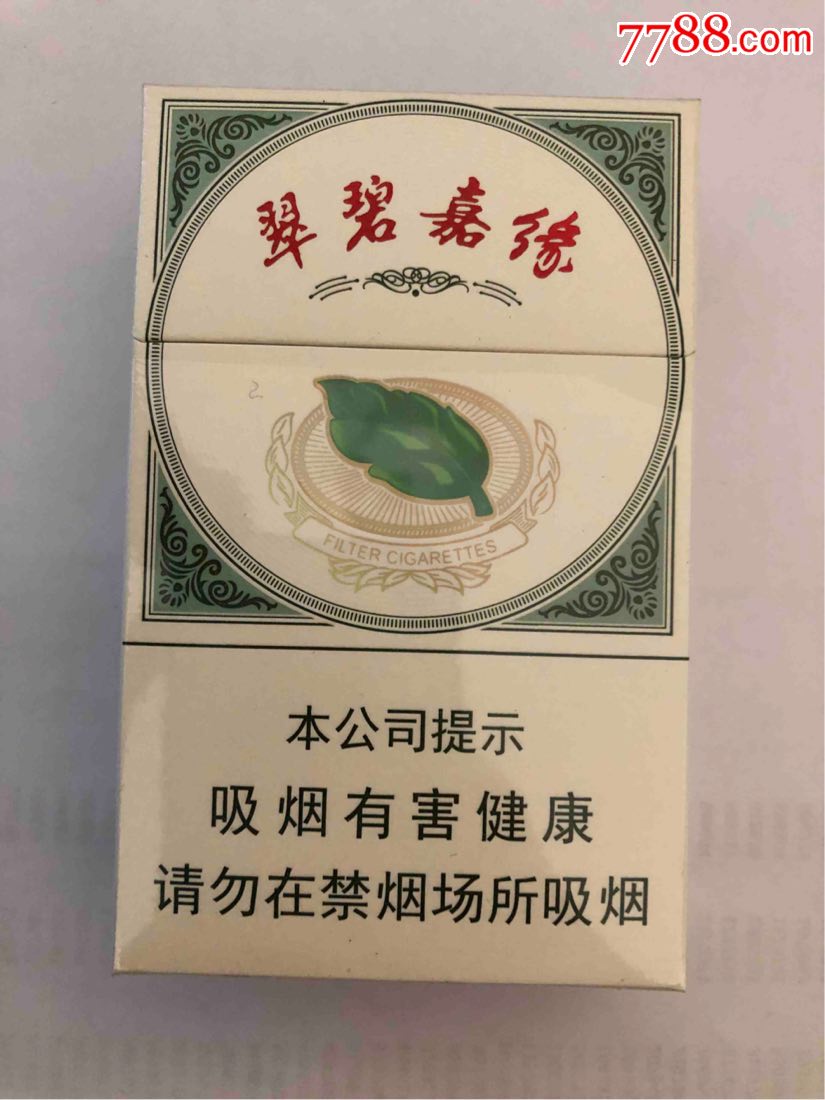 7788.com
翠碧嘉缘
FILTER CIGARETTES
本公司提示
吸烟有害健康
请勿在禁烟场所吸烟